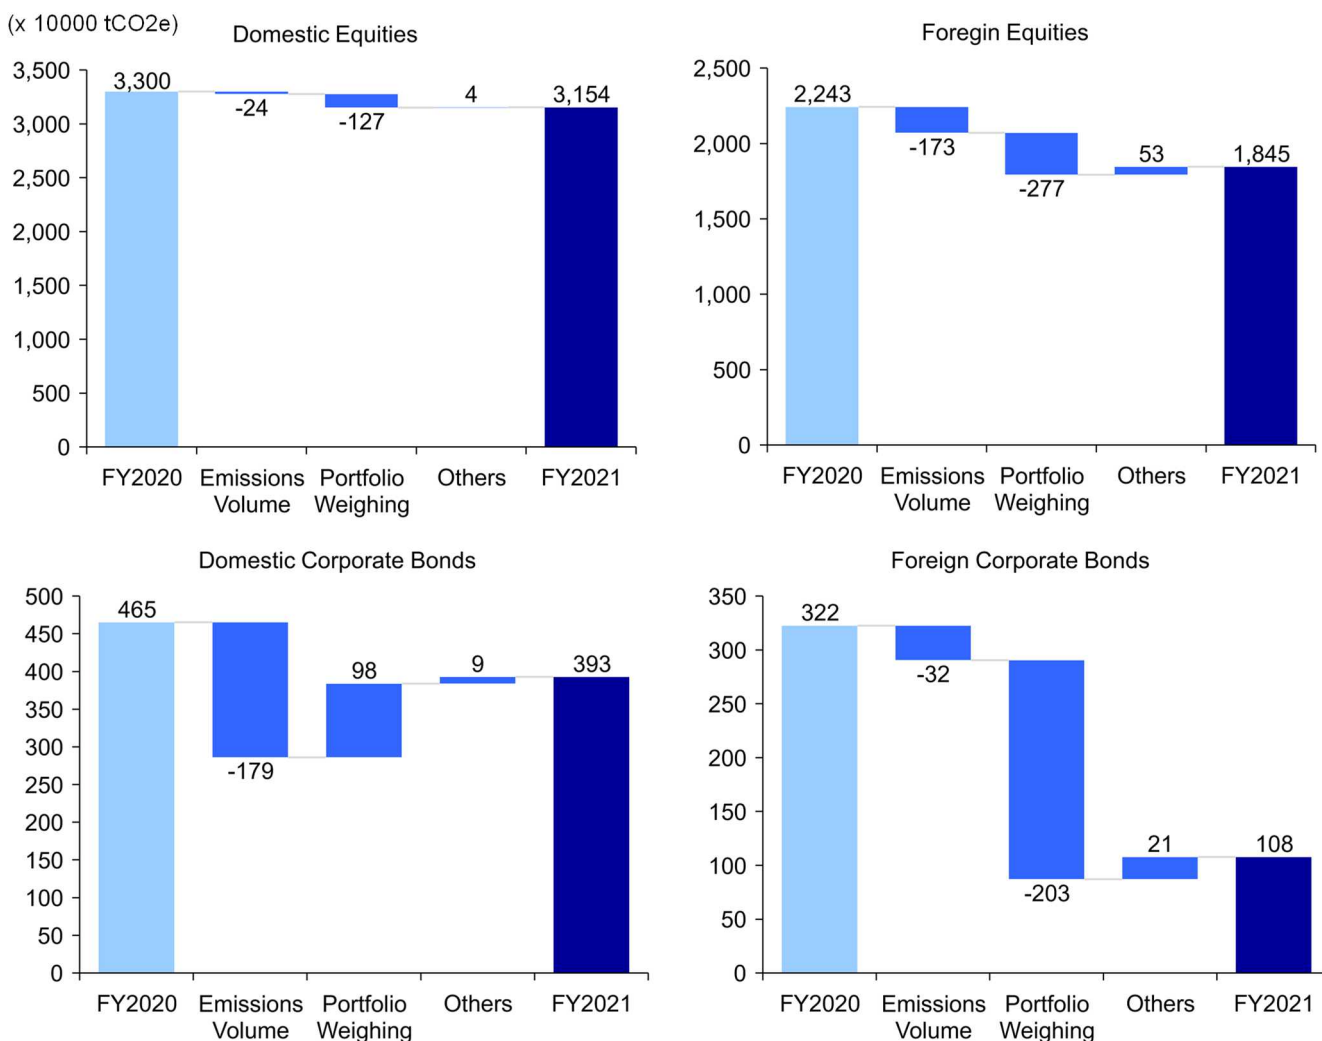 (x 10000 tCO2e)
Domestic Equities
3,500
3,000
2,500
2,000
1,500
1,000
500
0
3,300
-24
-127
4
3,154
FY2020
Emissions
Volume
Portfolio
Weighing
Others
FY2021
Foregin Equities
2,500
2,000
1,500
1,000
500
0
2,243
-173
-277
53
1,845
FY2020
Emissions
Volume
Portfolio
Weighing
Others
FY2021
Domestic Corporate Bonds
500
450
400
350
300
250
200
150
100
50
0
465
-179
98
9
393
FY2020
Emissions
Volume
Portfolio
Weighing
Others
FY2021
Foreign Corporate Bonds
350
300
250
200
150
100
50
0
322
-32
-203
21
108
FY2020
Emissions
Volume
Portfolio
Weighing
Others
FY2021